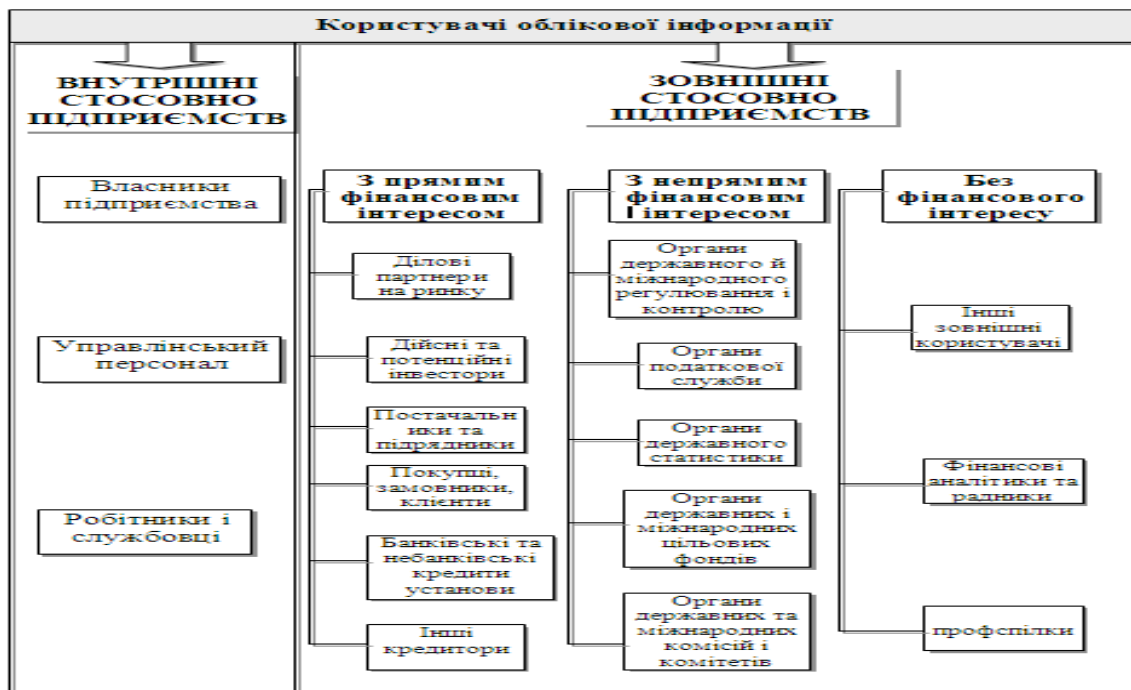 Користувачі облікової інформації
ВНУТРІШНІ
СТОСОВНО
ПІДПРИЄМСТВ
Власники
підприємства
Управлінський
персонал
Робітники і
службовці
ЗОВНІШНІ
СТОСОВНО
ПІДПРИЄМСТВ
З прямим
фінансовим
інтересом
Ділові
партнери
на ринку
Дійсні та
потенційні
інвестори
Постачальн
ики та
підрядники
Покупці,
замовники,
клієнти
Банківські та
небанківські
кредити
установи
Інші
кредитори
З непрямим
фінансовим
інтересом
Органи
державного й
міжнародного
регулювання і
контролю
Органи
податкової
служби
Органи
державного
статистики
Органи
державних і
міжнародних
цільових
фондів
Органи
державних та
міжнародних
комісій і
комітетів
Без
фінансового
інтересу
Інші
зовнішні
користувачі
Фінансові
аналітики та
радники
профспілки